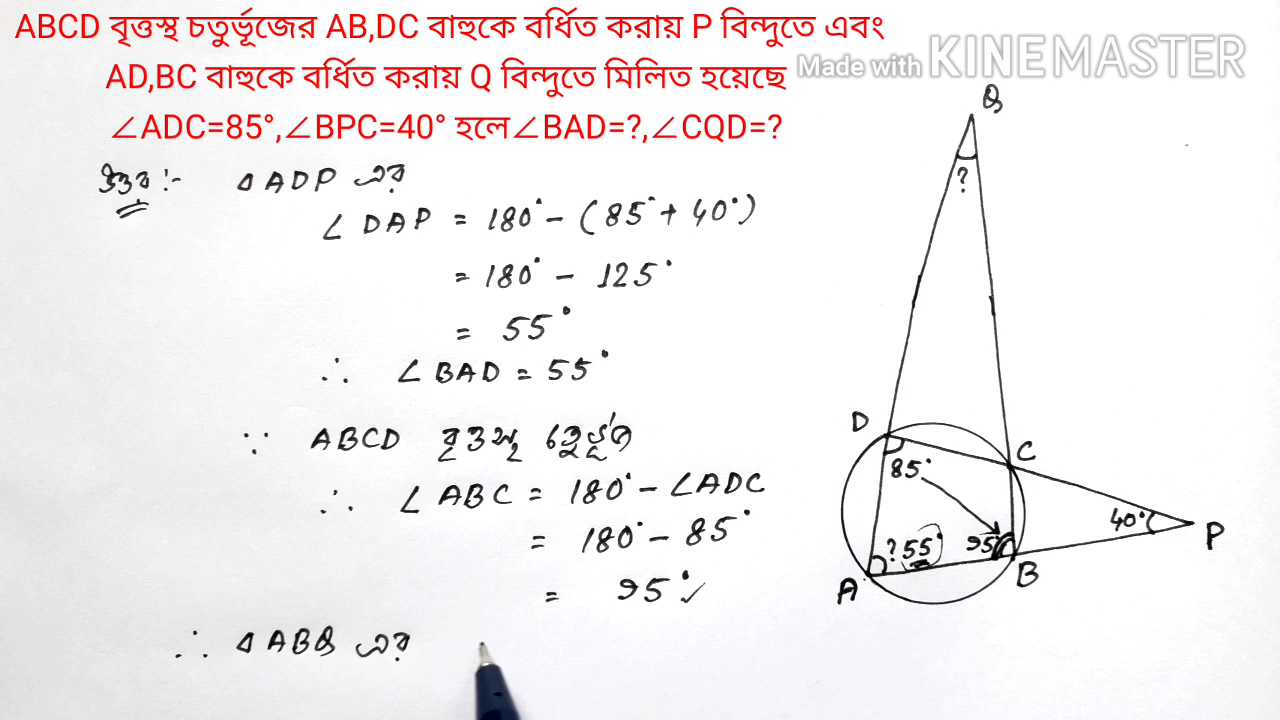 ABCD বৃত্তস্থ চতুর্ভূজের AB,DC বাহুকে বর্ধিত করায় P বিন্দুতে এবং
AD,BC বাহুকে বর্ধিত করায় Q বিন্দুতে মিলিত হয়েছে
∠ADC=85°,∠BPC=40° হলে∠BAD=?,∠CQD=?
Made with KINEMASTER
উত্তর :- Δ ADP এর
∠ DAP = 180° - (85° + 40°)
= 180° - 125°
= 55°
∴ ∠ BAD = 55°
∵ ABCD বৃত্তস্থ চতুর্ভূজ
∴ ∠ ABC = 180° - ∠ADC
= 180° - 85°
= 95° ✓
∴ Δ ABQ এর
Q
?
D
C
85°
40°
P
? 55°
95°
A
B